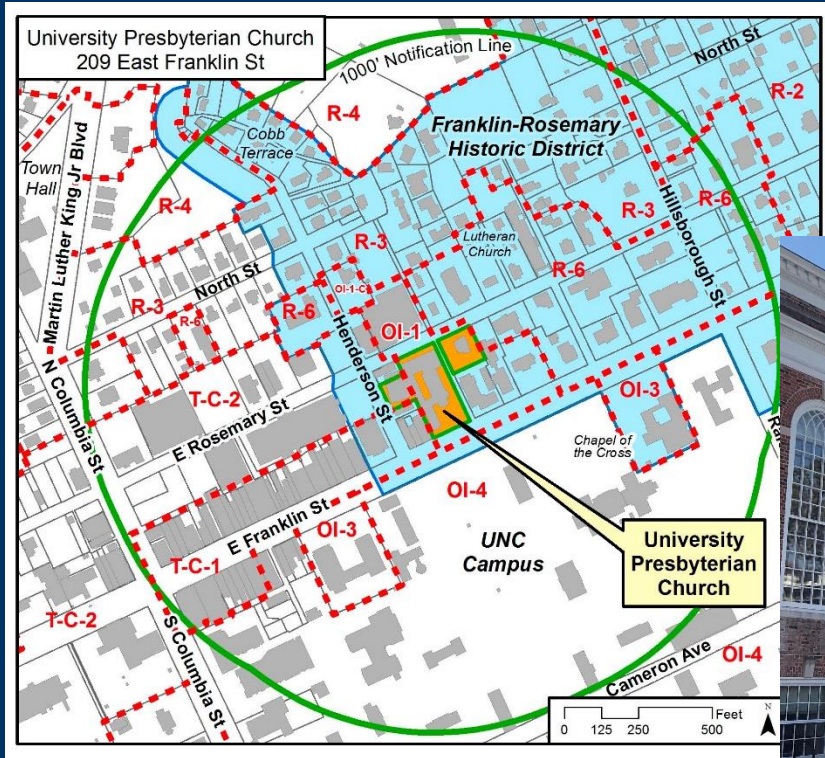 University Presbyterian Church
209 East Franklin St
1000' Notification Line
North St
R-2
R-4
Cobb
Terrace
Franklin-Rosemary
Historic District
Town
Hall
Martin Luther King Jr Blvd
R-4
R-3
R-6
Hillsborough St
Lutheran
Church
R-3
North St
OI-1-C
R-6
R-3
R-6
R-6
OI-1
Henderson St
N Columbia St
T-C-2
E Rosemary St
OI-3
Chapel of
the Cross
OI-4
E Franklin St
OI-3
UNC
Campus
University
Presbyterian
Church
T-C-1
T-C-2
S Columbia St
Cameron Ave
OI-4
Feet
0 125 250 500
N